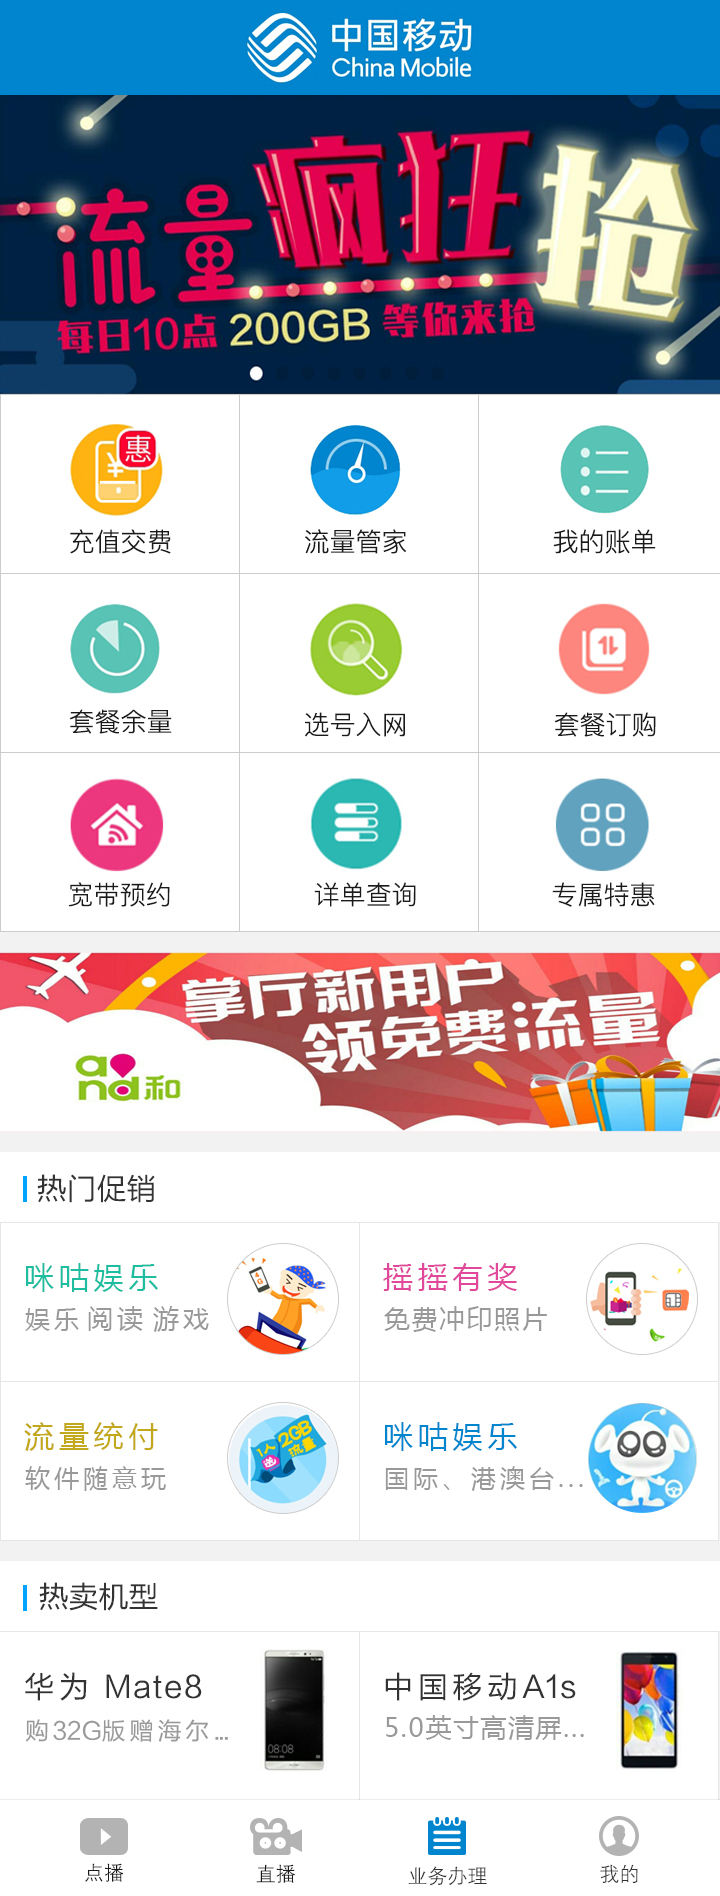 中国移动
China Mobile
流量疯狂抢
每日10点 200GB 等你来抢
惠
充值交费
流量管家
我的账单
套餐余量
选号入网
套餐订购
宽带预约
详单查询
专属特惠
掌厅新用户
领免费流量
and和
热门促销
咪咕娱乐
娱乐 阅读 游戏
4G
摇摇有奖
免费冲印照片
流量统付
软件随意玩
1人送2GB流量
咪咕娱乐
国际、港澳台...
热卖机型
华为 Mate8
购32G版赠海尔...
08:08
中国移动A1s
5.0英寸高清屏...
点播
直播
业务办理
我的